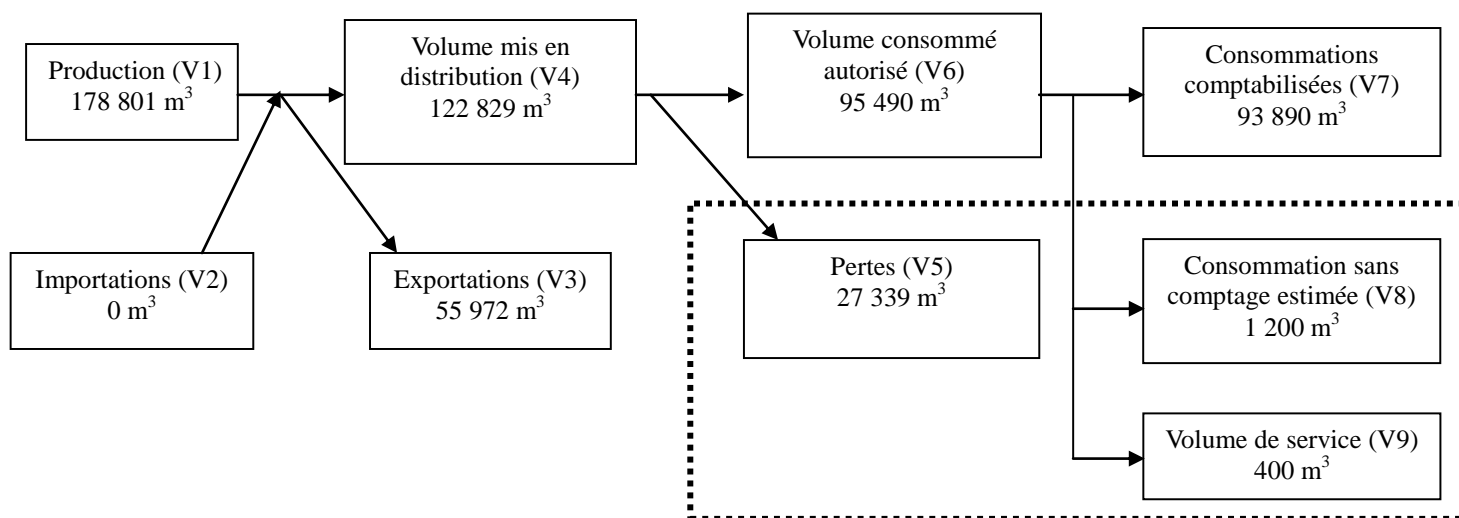 Production (V1)
178 801 m³
Volume mis en
distribution (V4)
122 829 m³
Volume consommé
autorisé (V6)
95 490 m³
Consommations
comptabilisées (V7)
93 890 m³
Importations (V2)
0 m³
Exportations (V3)
55 972 m³
Pertes (V5)
27 339 m³
Consommation sans
comptage estimée (V8)
1 200 m³
Volume de service (V9)
400 m³